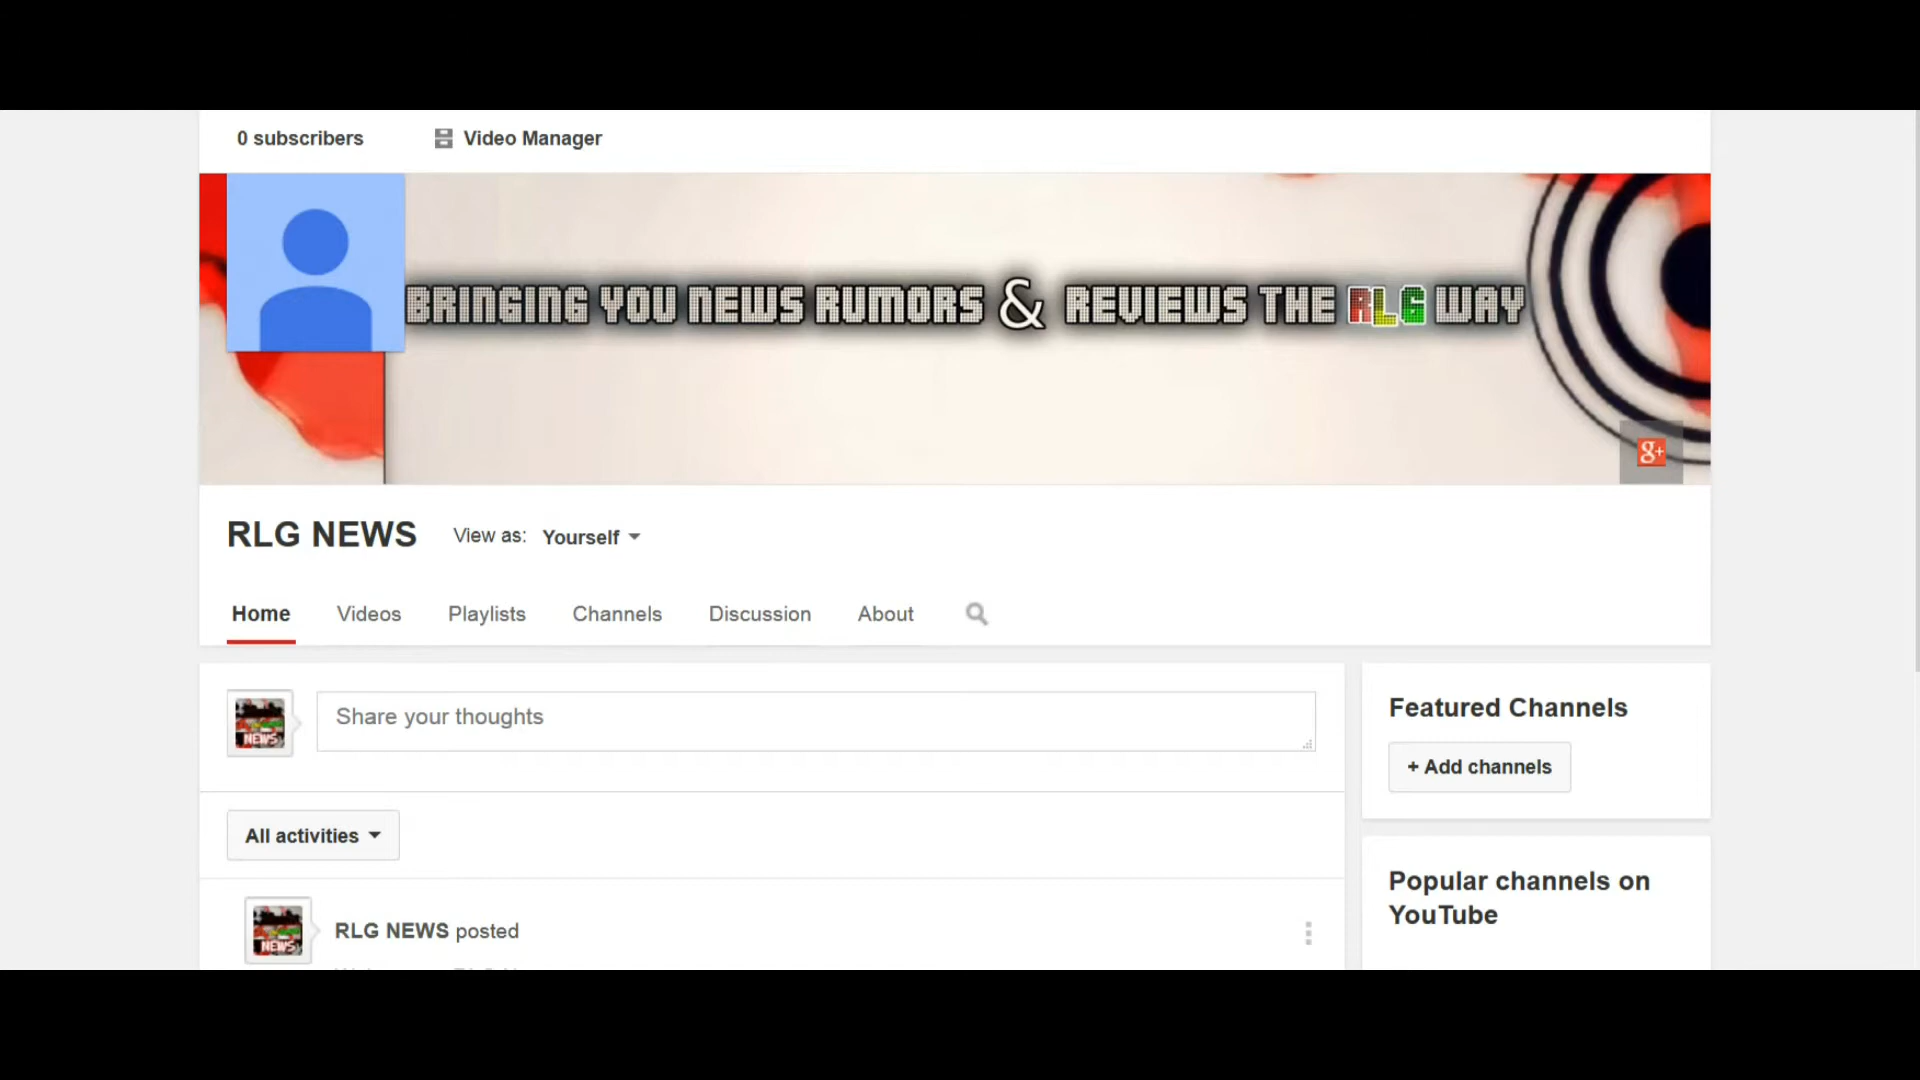 0 subscribers
Video Manager
BRINGING YOU NEWS RUMORS & REVIEWS THE RLG WAY
g+
RLG NEWS
View as: Yourself
Home Videos Playlists Channels Discussion About
Share your thoughts
NEWS
Featured Channels
+ Add channels
All activities
RLG NEWS posted
NEWS
Popular channels on
YouTube